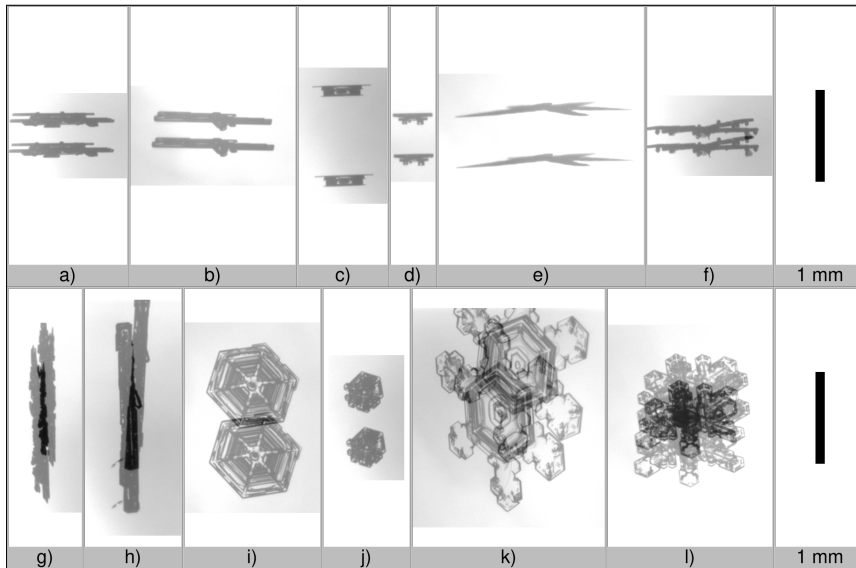 a) b) c) d) e) f) 1 mm
g) h) i) j) k) l) 1 mm